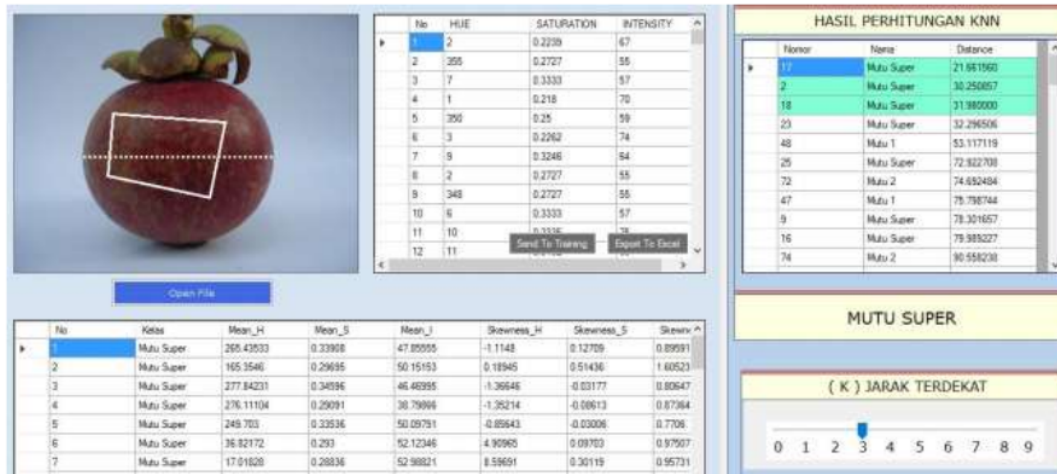 No HUE SATURATION INTENSITY
1 2 0.2239 67
2 355 0.2727 55
3 7 0.3333 57
4 1 0.218 70
5 350 0.25 59
6 3 0.2262 74
7 9 0.3246 64
8 2 0.2727 55
9 348 0.2727 55
10 6 0.3333 57
11 10
12 11
Send To Training Export To Excel
Open File
No Kelas Mean_H Mean_S Mean_I Skewness_H Skewness_S Skewn
1 Mutu Super 265.43533 0.33908 47.85555 -1.1148 0.12709 0.89591
2 Mutu Super 165.3546 0.29695 50.15153 0.18945 0.51436 1.60523
3 Mutu Super 277.84231 0.34596 46.46995 -1.36646 -0.03177 0.80647
4 Mutu Super 276.11104 0.29091 38.79866 -1.35214 -0.08613 0.87364
5 Mutu Super 249.703 0.33536 50.09791 -0.85643 -0.03006 0.7706
6 Mutu Super 36.82172 0.293 52.12346 4.90965 0.09703 0.97507
7 Mutu Super 17.01828 0.28836 52.98821 8.59691 0.30119 0.95731
HASIL PERHITUNGAN KNN
Nomor Nama Distance
17 Mutu Super 21.661560
2 Mutu Super 30.250857
18 Mutu Super 31.980000
23 Mutu Super 32.296506
48 Mutu 1 53.117119
25 Mutu Super 72.922708
72 Mutu 2 74.692484
47 Mutu 1 75.798744
9 Mutu Super 78.301657
16 Mutu Super 79.989227
74 Mutu 2 90.558238
MUTU SUPER
( K ) JARAK TERDEKAT
0 1 2 3 4 5 6 7 8 9